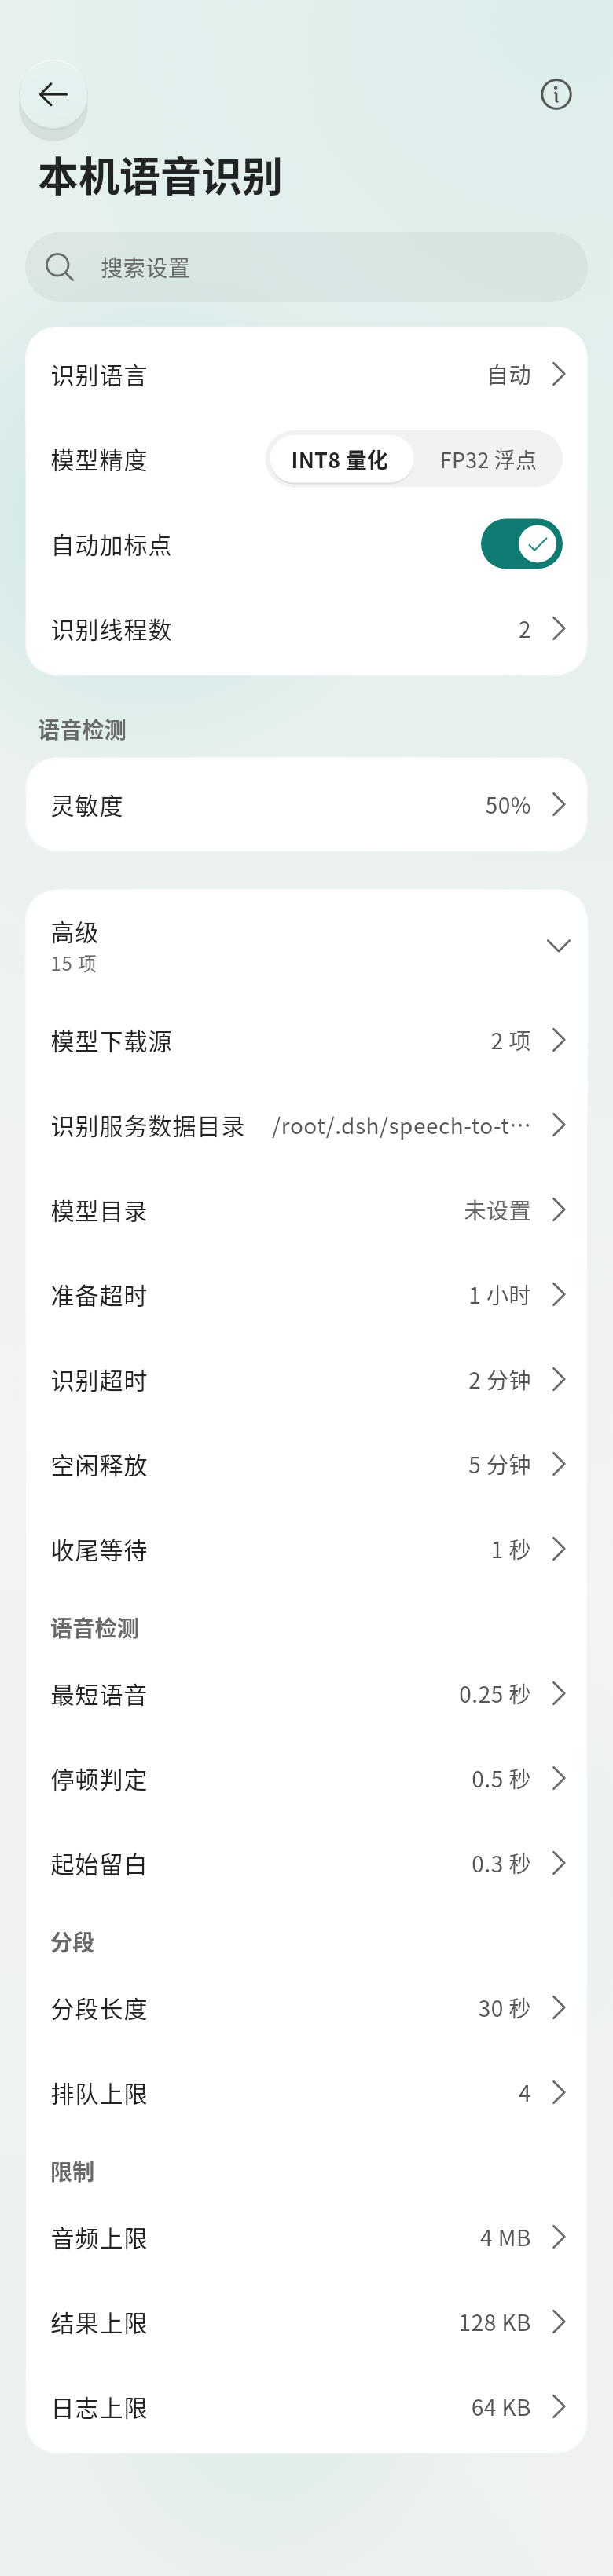 本机语音识别
搜索设置
识别语言 自动
模型精度 INT8 量化 FP32 浮点
自动加标点
识别线程数 2
语音检测
灵敏度 50%
高级
15 项
模型下载源 2 项
识别服务数据目录 /root/.dsh/speech-to-t…
模型目录 未设置
准备超时 1 小时
识别超时 2 分钟
空闲释放 5 分钟
收尾等待 1 秒
语音检测
最短语音 0.25 秒
停顿判定 0.5 秒
起始留白 0.3 秒
分段
分段长度 30 秒
排队上限 4
限制
音频上限 4 MB
结果上限 128 KB
日志上限 64 KB